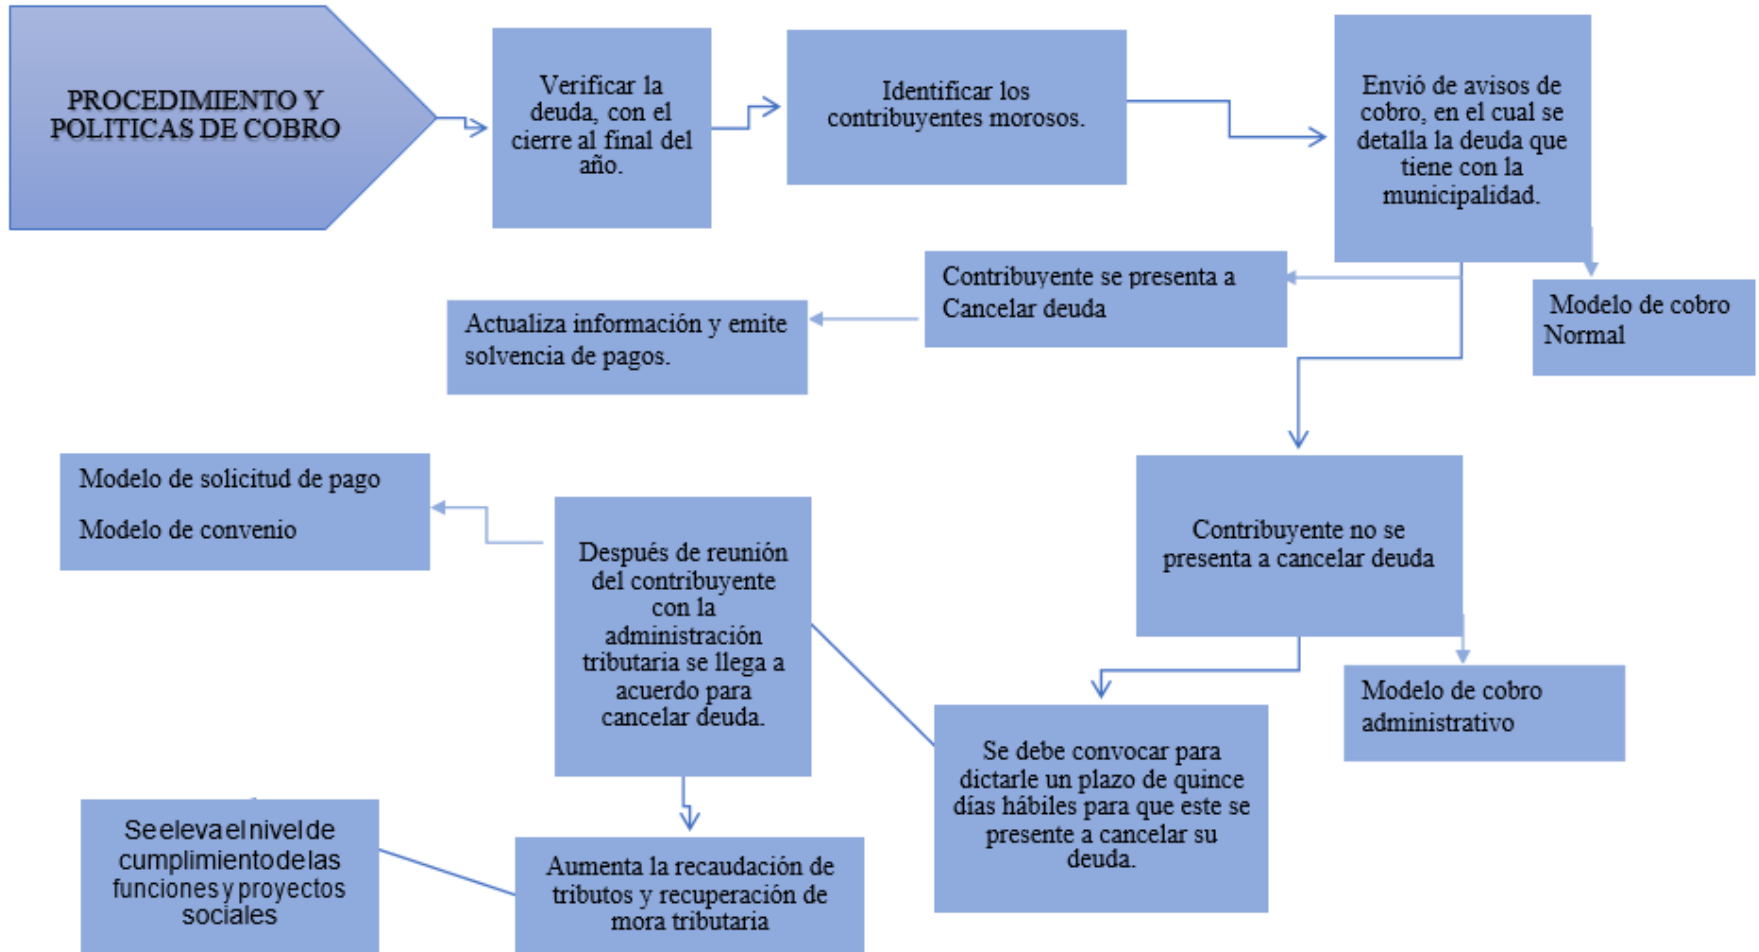 PROCEDIMIENTO Y
POLITICAS DE COBRO
Verificar la
deuda, con el
cierre al final del
año.
Identificar los
contribuyentes morosos.
Envió de avisos de
cobro, en el cual se
detalla la deuda que
tiene con la
municipalidad.
Modelo de cobro
Normal
Contribuyente se presenta a
Cancelar deuda
Actualiza información y emite
solvencia de pagos.
Contribuyente no se
presenta a cancelar deuda
Modelo de cobro
administrativo
Se debe convocar para
dictarle un plazo de quince
días hábiles para que este se
presente a cancelar su
deuda.
Después de reunión
del contribuyente
con la
administración
tributaria se llega a
acuerdo para
cancelar deuda.
Modelo de solicitud de pago
Modelo de convenio
Aumenta la recaudación de
tributos y recuperación de
mora tributaria
Se eleva el nivel de
cumplimiento de las
funciones y proyectos
sociales